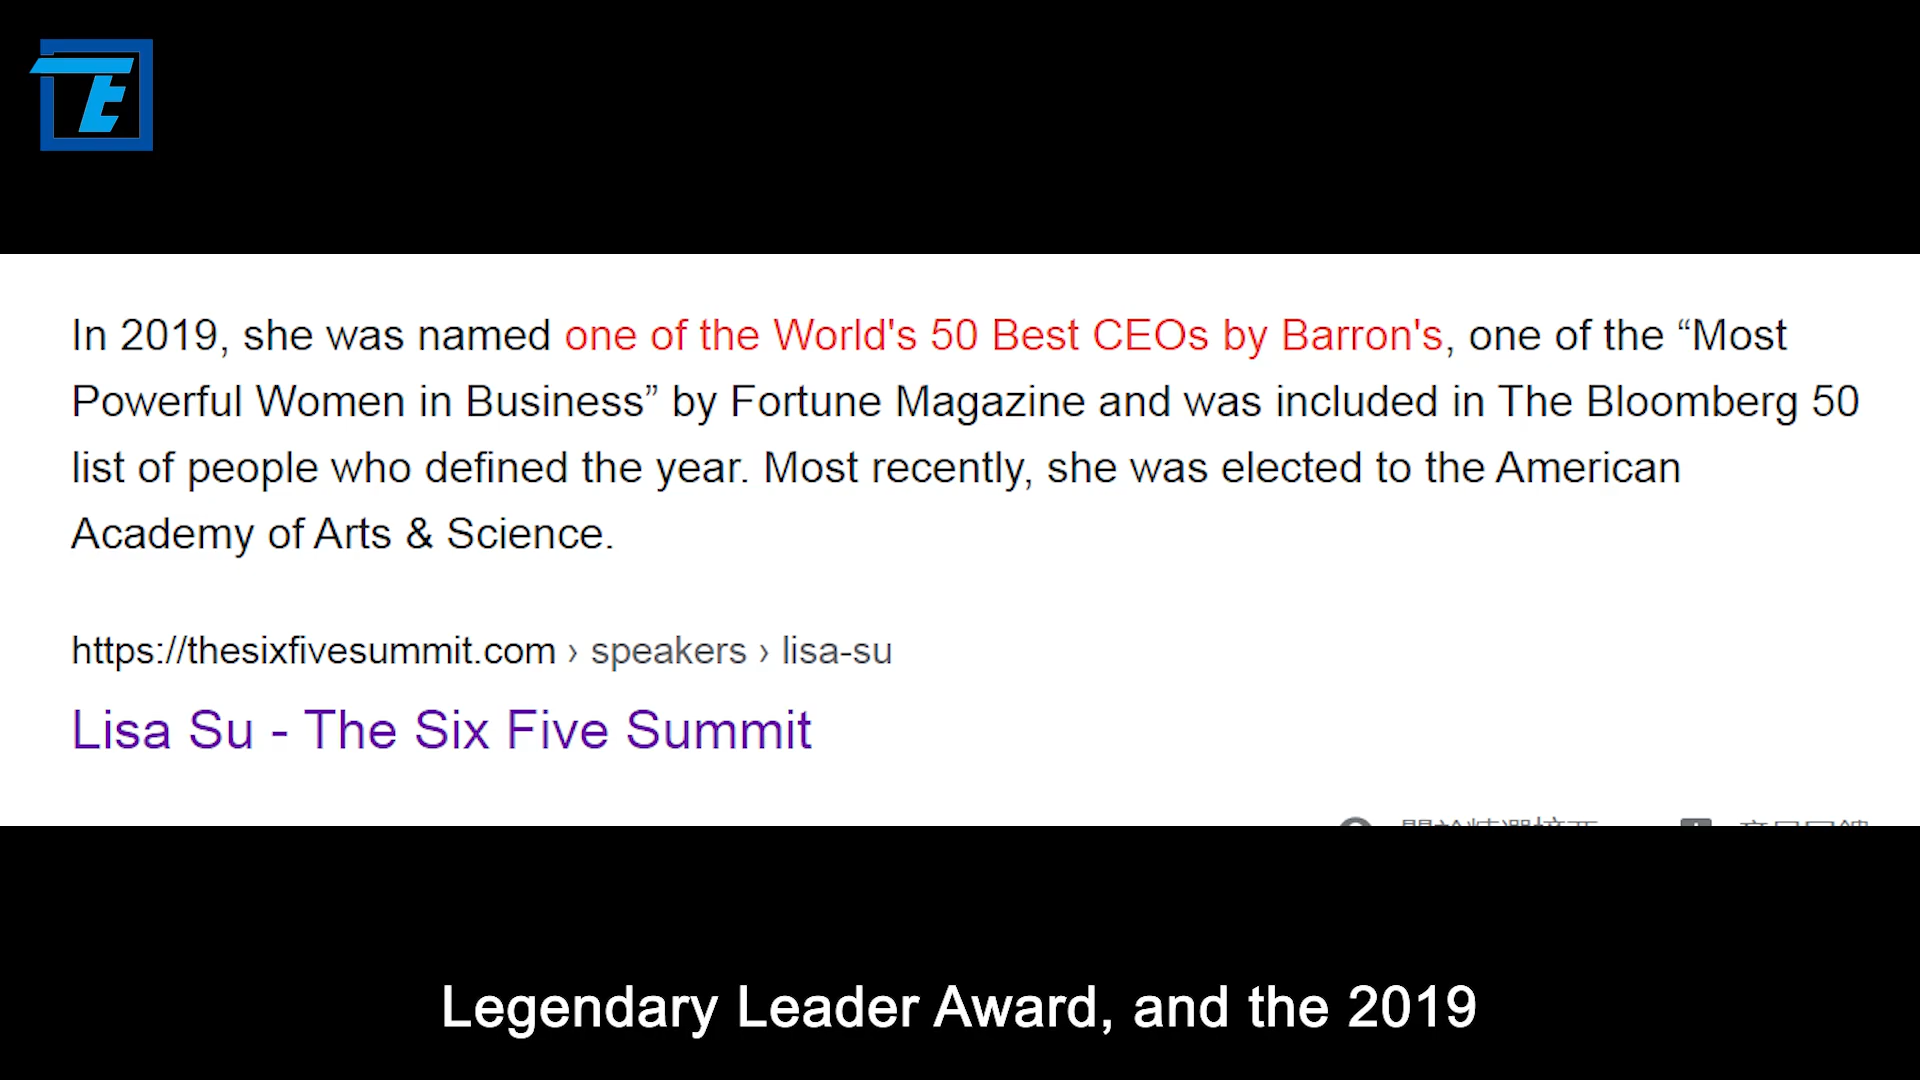 In 2019, she was named one of the World's 50 Best CEOs by Barron's, one of the “Most
Powerful Women in Business” by Fortune Magazine and was included in The Bloomberg 50
list of people who defined the year. Most recently, she was elected to the American
Academy of Arts & Science.
https://thesixfivesummit.com › speakers › lisa-su
Lisa Su - The Six Five Summit
Legendary Leader Award, and the 2019